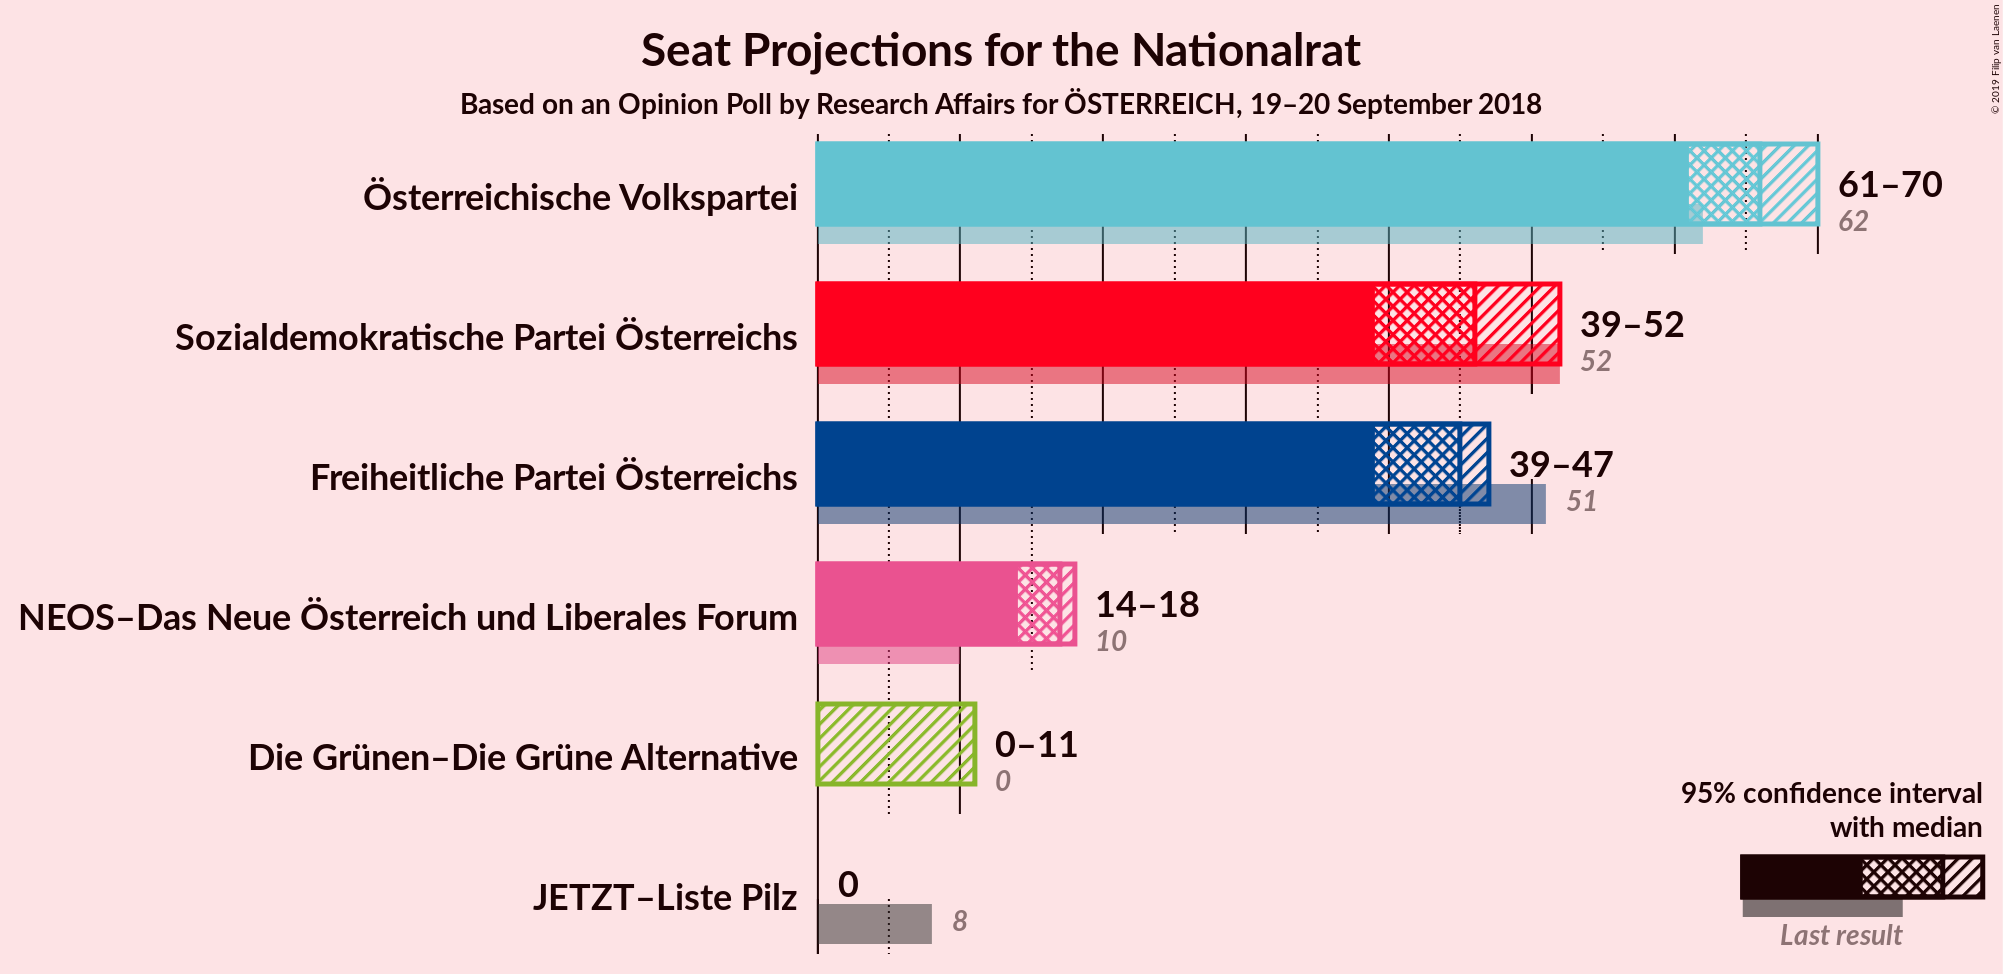 Seat Projections for the Nationalrat
Based on an Opinion Poll by Research Affairs for ÖSTERREICH, 19–20 September 2018
© 2019 Filip van Laenen
Österreichische Volkspartei
61–70
62
Sozialdemokratische Partei Österreichs
39–52
52
Freiheitliche Partei Österreichs
39–47
51
NEOS–Das Neue Österreich und Liberales Forum
14–18
10
Die Grünen–Die Grüne Alternative
0–11
0
JETZT–Liste Pilz
0
8
95% confidence interval
with median
Last result